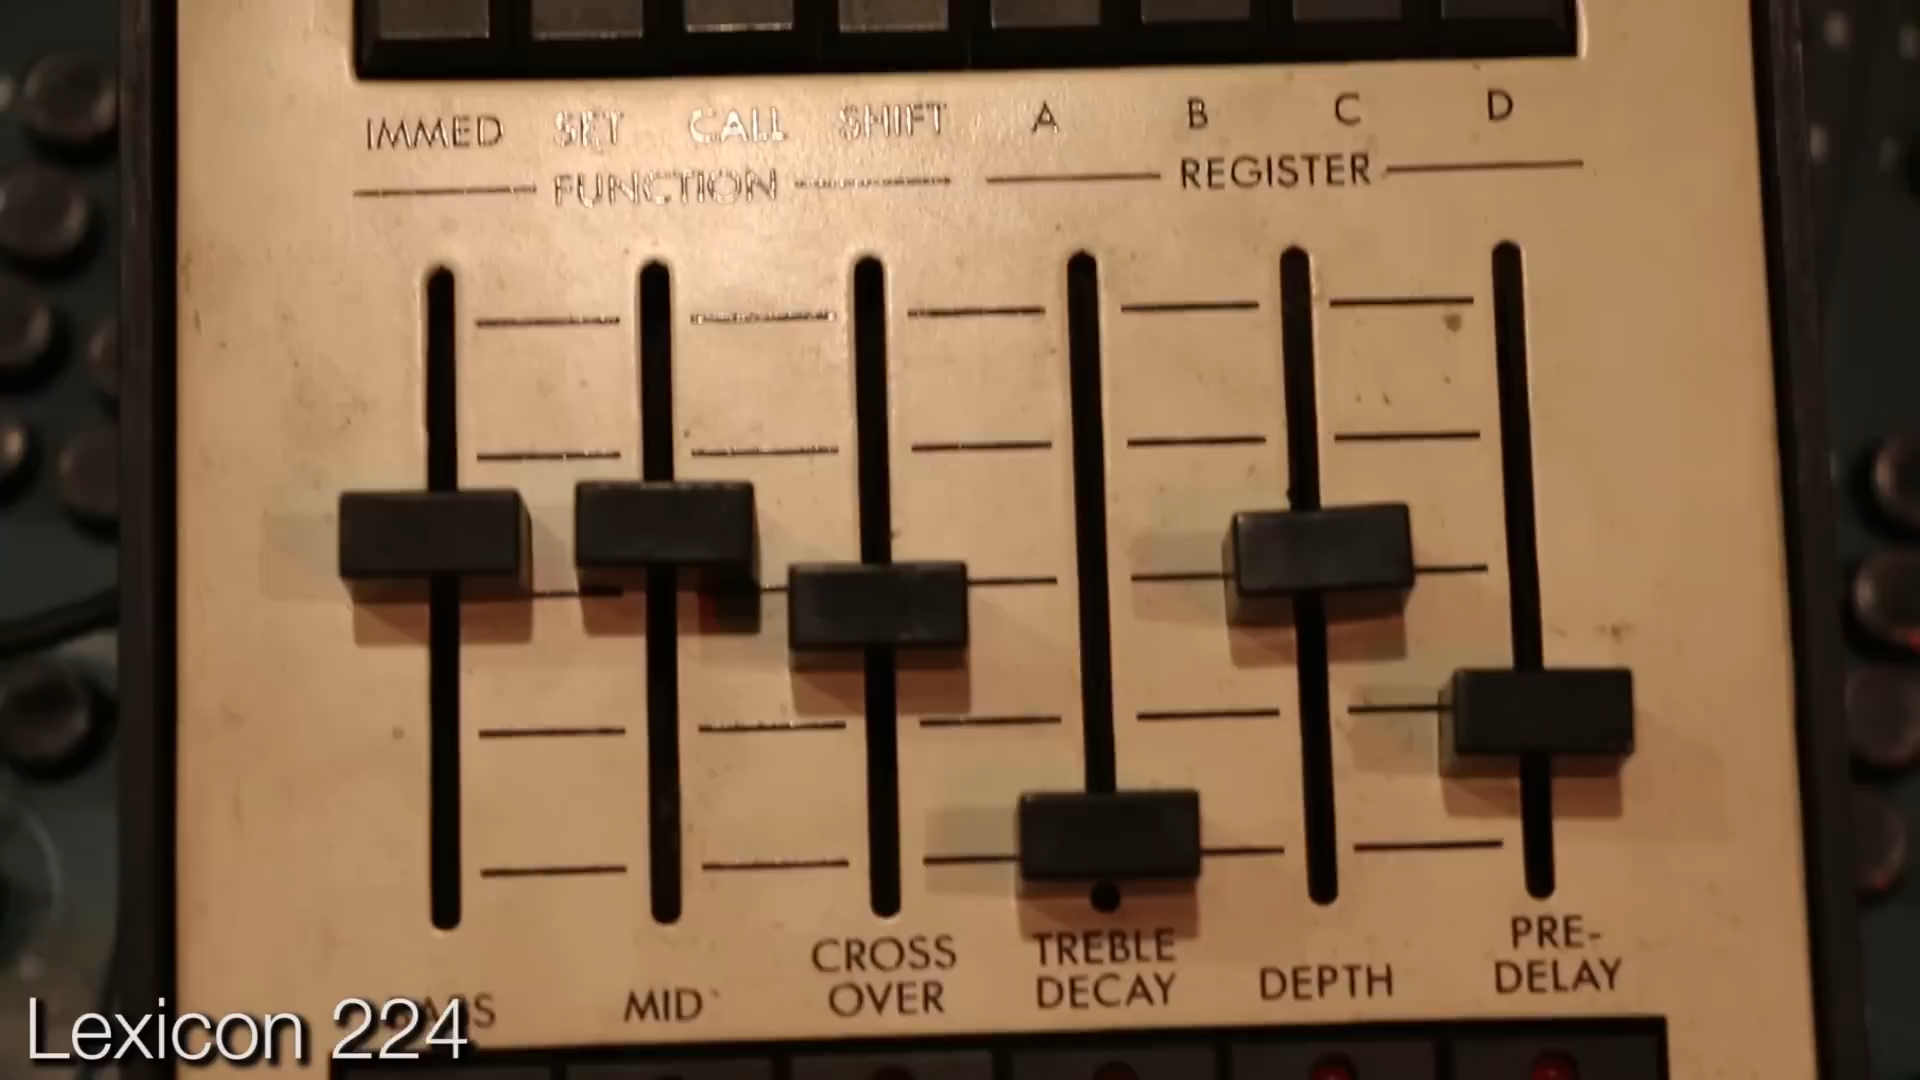 IMMED SET CALL SHIFT A B C D
FUNCTION REGISTER
MID CROSS OVER TREBLE DECAY DEPTH PRE-DELAY
Lexicon 224